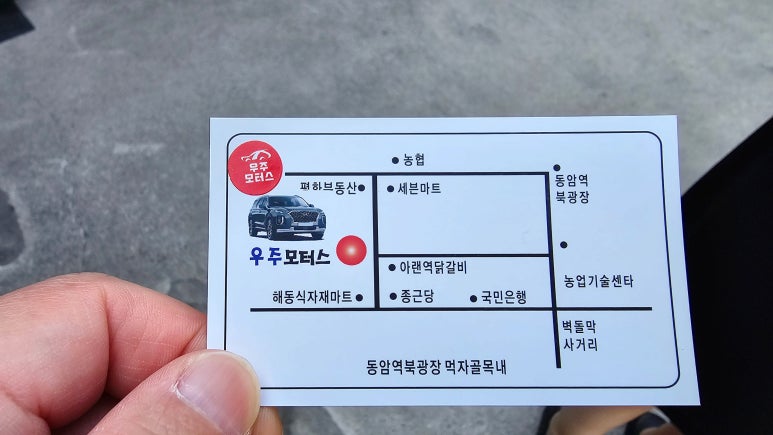 우주
모터스
농협
편하브동산
세븐마트
동암역
북광장
우주모터스
아랜역닭갈비
농업기술센타
해동식자재마트
종근당
국민은행
벽돌막
사거리
동암역북광장 먹자골목내